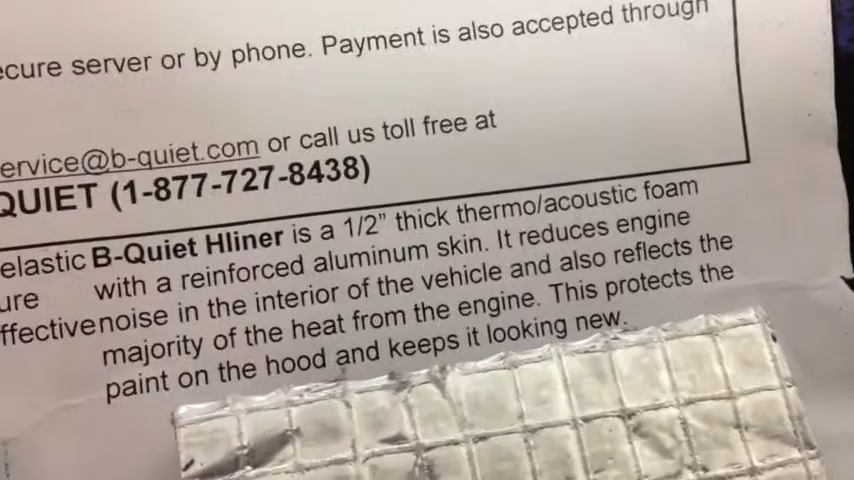 ecure server or by phone. Payment is also accepted through
ervice@b-quiet.com or call us toll free at
QUIET (1-877-727-8438)
elastic B-Quiet Hliner is a 1/2” thick thermo/acoustic foam
ure with a reinforced aluminum skin. It reduces engine
ffective noise in the interior of the vehicle and also reflects the
majority of the heat from the engine. This protects the
paint on the hood and keeps it looking new.